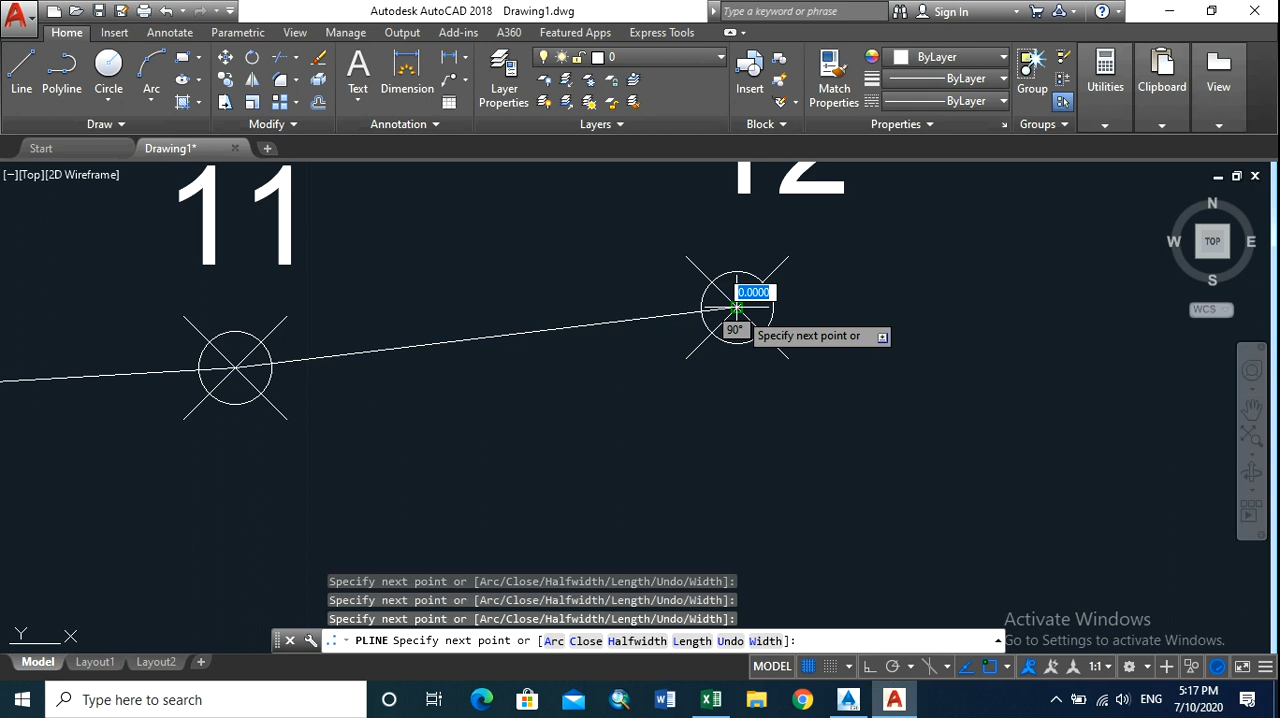 Autodesk AutoCAD 2018 Drawing1.dwg
Type a keyword or phrase
Sign In
Home Insert Annotate Parametric View Manage Output Add-ins A360 Featured Apps Express Tools
Line Polyline Circle Arc
Text Dimension
Layer Properties
0
Insert
Match Properties
ByLayer
ByLayer
ByLayer
Group Utilities Clipboard View
Draw Modify Annotation Layers Block Properties Groups
Start Drawing1*
[−][Top][2D Wireframe]
11
12
N
W TOP E
S
WCS
0.0000
90°
Specify next point or
Specify next point or [Arc/Close/Halfwidth/Length/Undo/Width]:
Specify next point or [Arc/Close/Halfwidth/Length/Undo/Width]:
Specify next point or [Arc/Close/Halfwidth/Length/Undo/Width]:
PLINE Specify next point or [Arc Close Halfwidth Length Undo Width]:
Activate Windows
Go to Settings to activate Windows.
Y X
Model Layout1 Layout2
MODEL 1:1
Type here to search
ENG
5:17 PM
7/10/2020